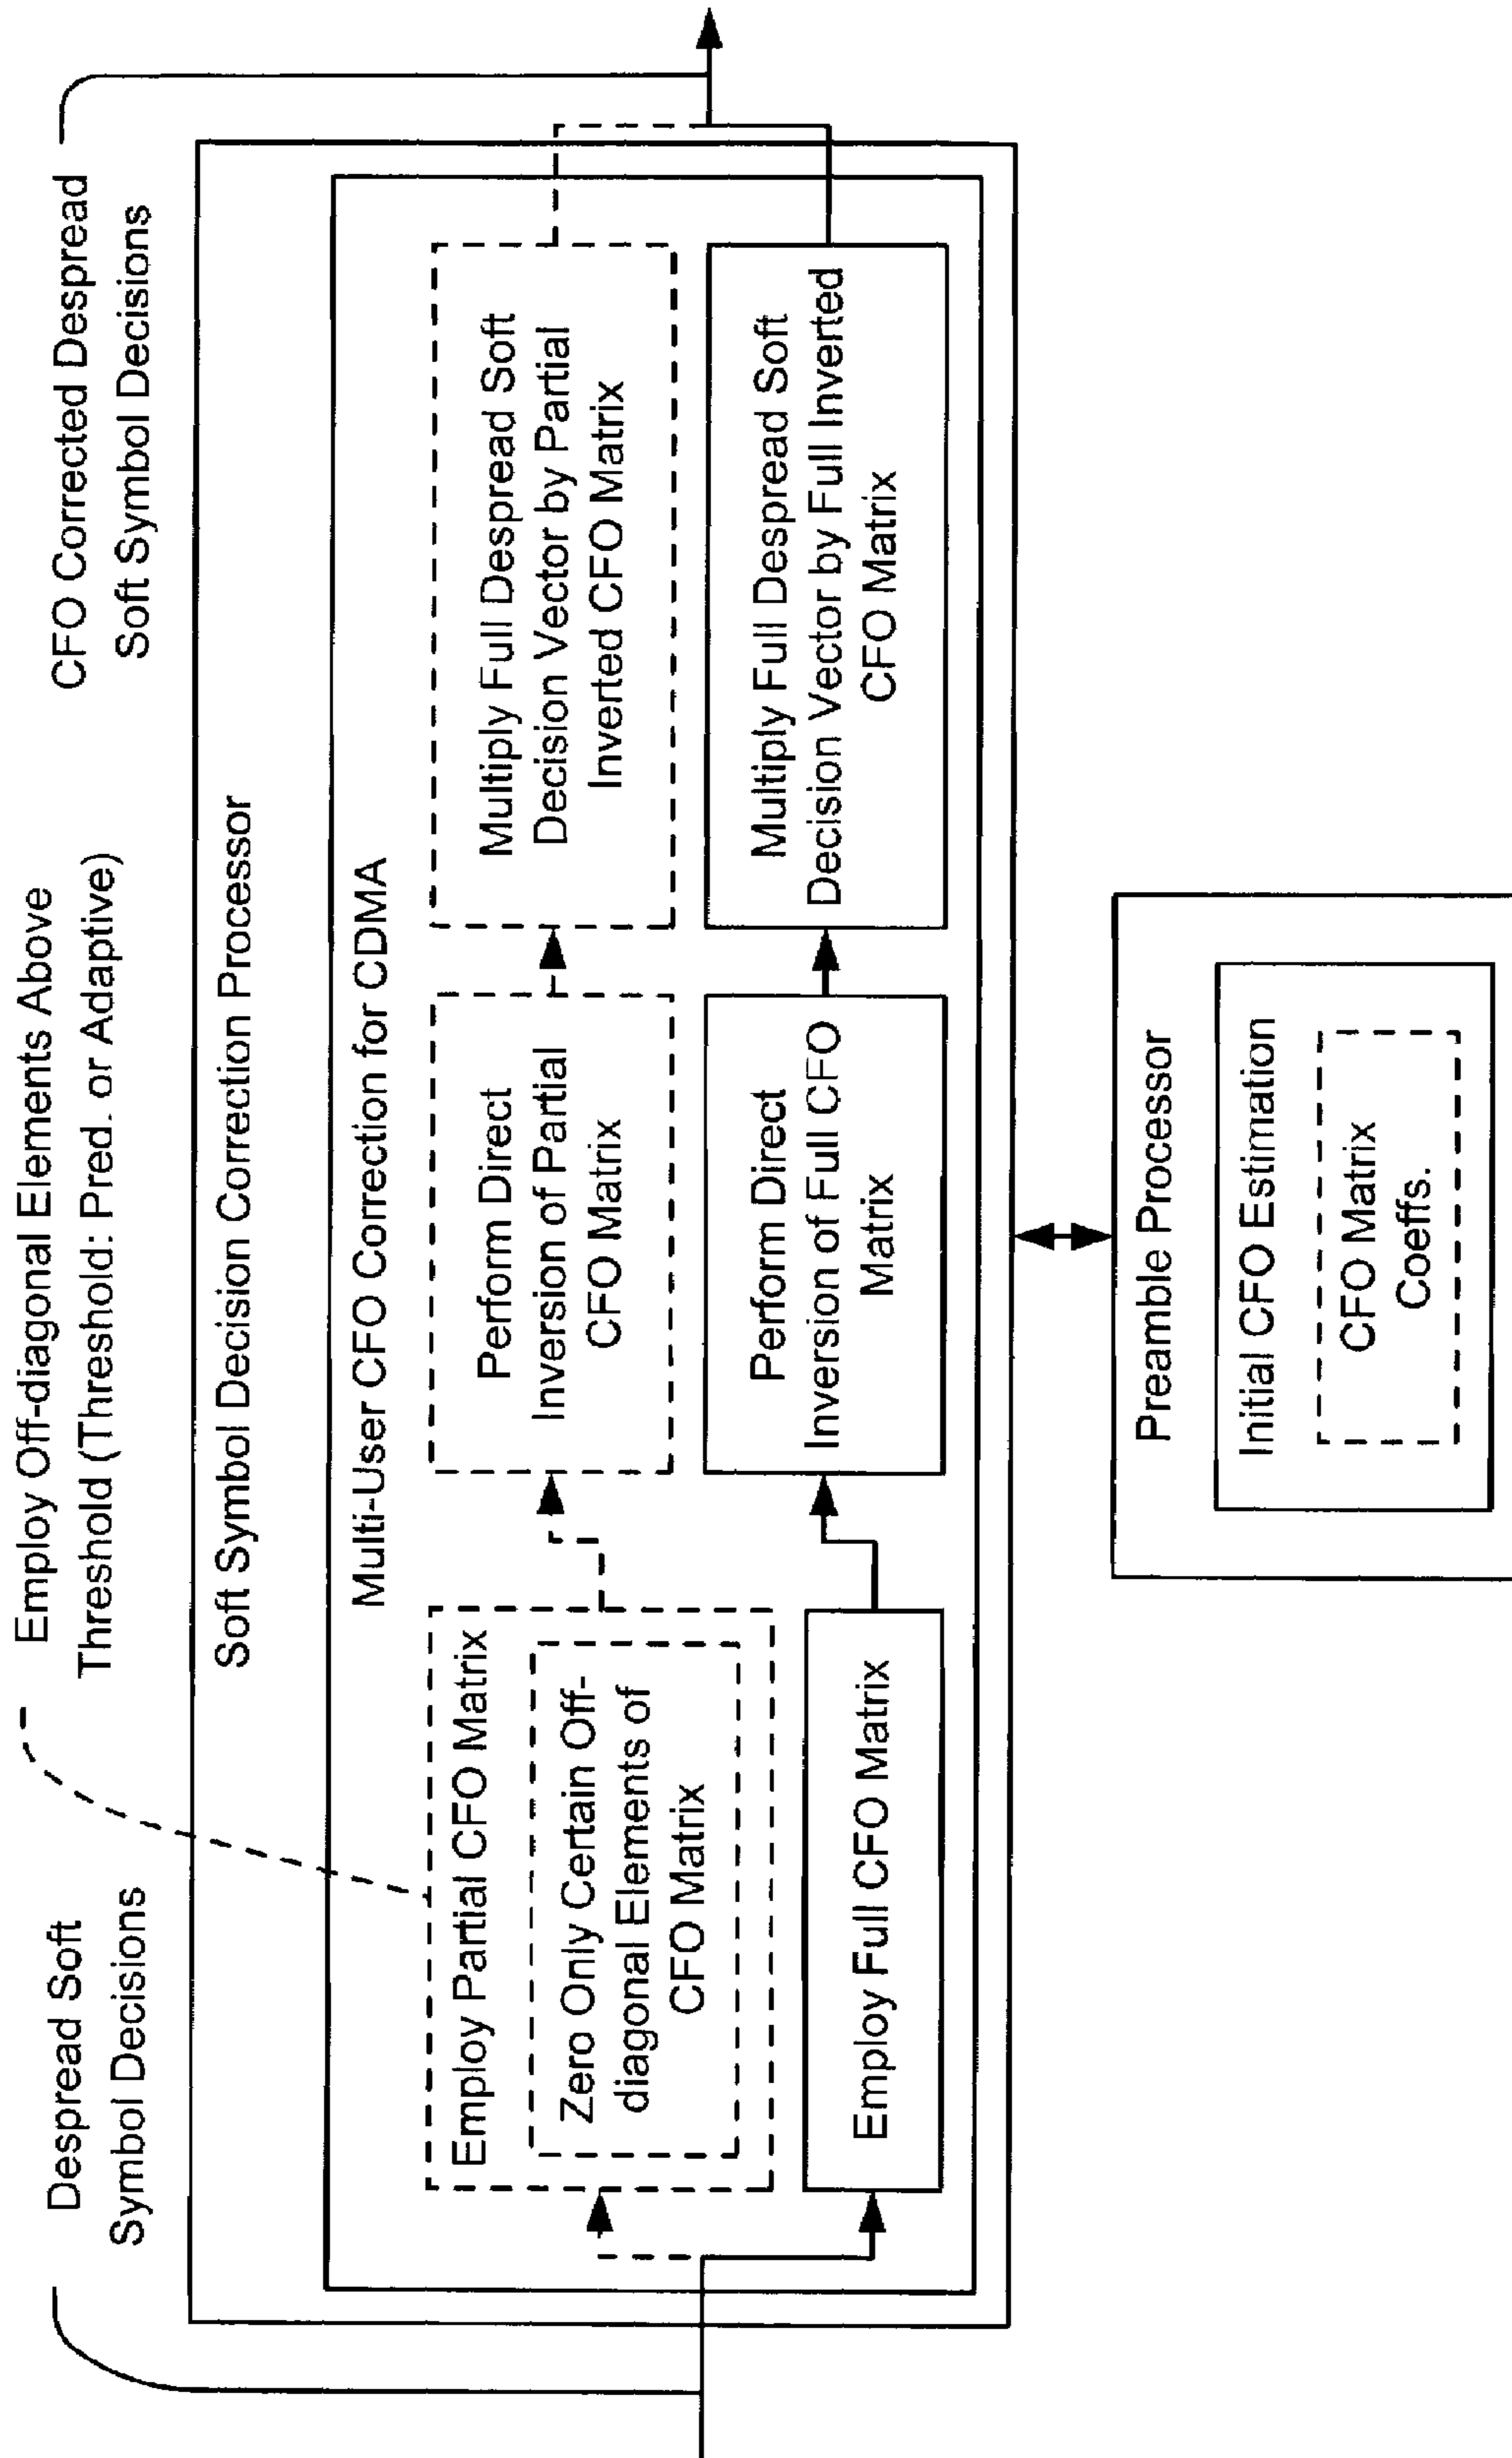 Despread Soft
Symbol Decisions
Employ Off-diagonal Elements Above
Threshold (Threshold: Pred. or Adaptive)
CFO Corrected Despread
Soft Symbol Decisions
Soft Symbol Decision Correction Processor
Multi-User CFO Correction for CDMA
Employ Partial CFO Matrix
Zero Only Certain Off-
diagonal Elements of
CFO Matrix
Perform Direct
Inversion of Partial
CFO Matrix
Multiply Full Despread Soft
Decision Vector by Partial
Inverted CFO Matrix
Employ Full CFO Matrix
Perform Direct
Inversion of Full CFO
Matrix
Multiply Full Despread Soft
Decision Vector by Full Inverted
CFO Matrix
Preamble Processor
Initial CFO Estimation
CFO Matrix
Coeffs.